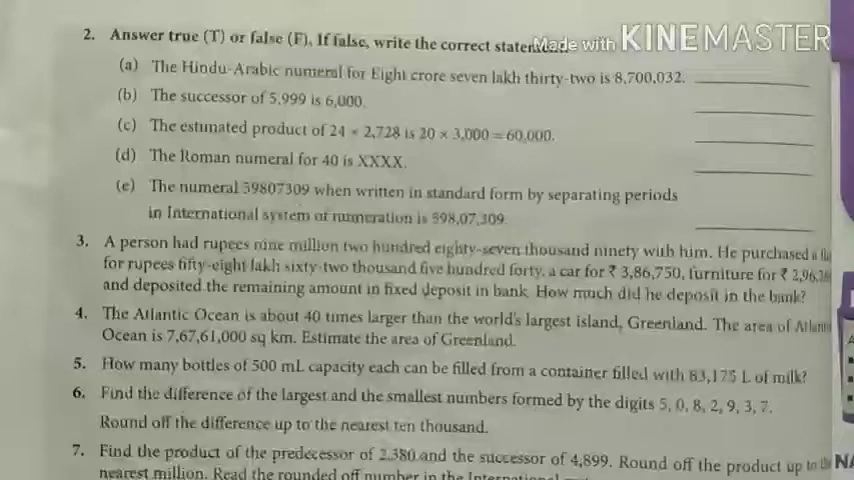 Made with KINEMASTER
2. Answer true (T) or false (F). If false, write the correct
(a) The Hindu-Arabic numeral for Eight crore seven lakh thirty-two is 8,700,032.
(b) The successor of 5,999 is 6,000.
(c) The estimated product of 24 × 2,728 is 20 × 3,000 = 60,000.
(d) The Roman numeral for 40 is XXXX.
(e) The numeral 59807309 when written in standard form by separating periods
in International system of numeration is 598,07,309.
3. A person had rupees nine million two hundred eighty-seven thousand ninety with him. He purchased a
for rupees fifty-eight lakh sixty-two thousand five hundred forty, a car for ₹ 3,86,750, furniture for ₹
and deposited the remaining amount in fixed deposit in bank. How much did he deposit in the bank?
4. The Atlantic Ocean is about 40 times larger than the world's largest island, Greenland. The area of
Ocean is 7,67,61,000 sq km. Estimate the area of Greenland.
5. How many bottles of 500 mL capacity each can be filled from a container filled with 83,175 L of milk?
6. Find the difference of the largest and the smallest numbers formed by the digits 5, 0, 8, 2, 9, 3, 7.
Round off the difference up to the nearest ten thousand.
7. Find the product of the predecessor of 2,380 and the successor of 4,899. Round off the product up to
nearest million. Read the rounded off number in the